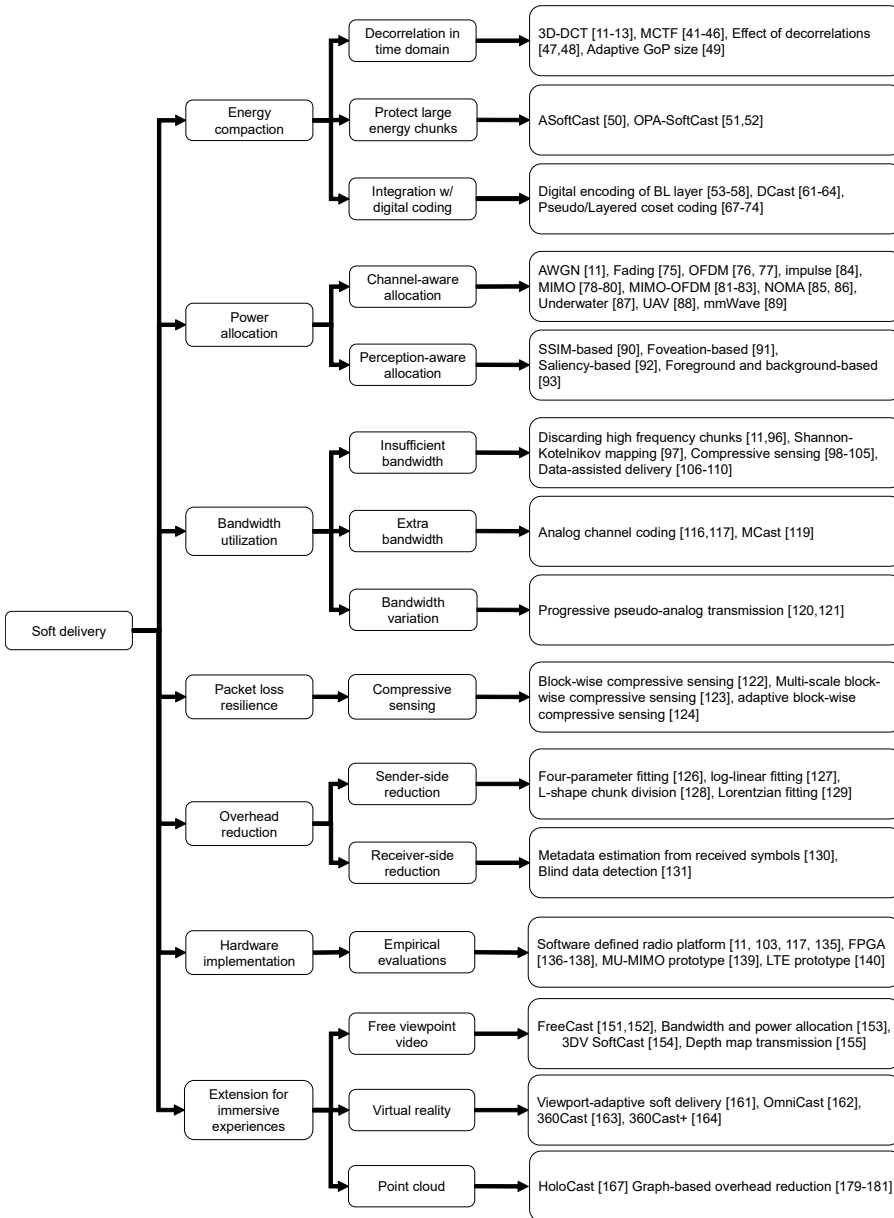 Soft delivery
Energy
compaction
Decorrelation in
time domain
3D-DCT [11-13], MCTF [41-46], Effect of decorrelations
[47,48], Adaptive GoP size [49]
Protect large
energy chunks
ASoftCast [50], OPA-SoftCast [51,52]
Integration w/
digital coding
Digital encoding of BL layer [53-58], DCast [61-64],
Pseudo/Layered coset coding [67-74]
Power
allocation
Channel-aware
allocation
AWGN [11], Fading [75], OFDM [76, 77], impulse [84],
MIMO [78-80], MIMO-OFDM [81-83], NOMA [85, 86],
Underwater [87], UAV [88], mmWave [89]
Perception-aware
allocation
SSIM-based [90], Foveation-based [91],
Saliency-based [92], Foreground and background-based
[93]
Bandwidth
utilization
Insufficient
bandwidth
Discarding high frequency chunks [11,96], Shannon-
Kotelnikov mapping [97], Compressive sensing [98-105],
Data-assisted delivery [106-110]
Extra
bandwidth
Analog channel coding [116,117], MCast [119]
Bandwidth
variation
Progressive pseudo-analog transmission [120,121]
Packet loss
resilience
Compressive
sensing
Block-wise compressive sensing [122], Multi-scale block-
wise compressive sensing [123], adaptive block-wise
compressive sensing [124]
Overhead
reduction
Sender-side
reduction
Four-parameter fitting [126], log-linear fitting [127],
L-shape chunk division [128], Lorentzian fitting [129]
Receiver-side
reduction
Metadata estimation from received symbols [130],
Blind data detection [131]
Hardware
implementation
Empirical
evaluations
Software defined radio platform [11, 103, 117, 135], FPGA
[136-138], MU-MIMO prototype [139], LTE prototype [140]
Extension for
immersive
experiences
Free viewpoint
video
FreeCast [151,152], Bandwidth and power allocation [153],
3DV SoftCast [154], Depth map transmission [155]
Virtual reality
Viewport-adaptive soft delivery [161], OmniCast [162],
360Cast [163], 360Cast+ [164]
Point cloud
HoloCast [167] Graph-based overhead reduction [179-181]